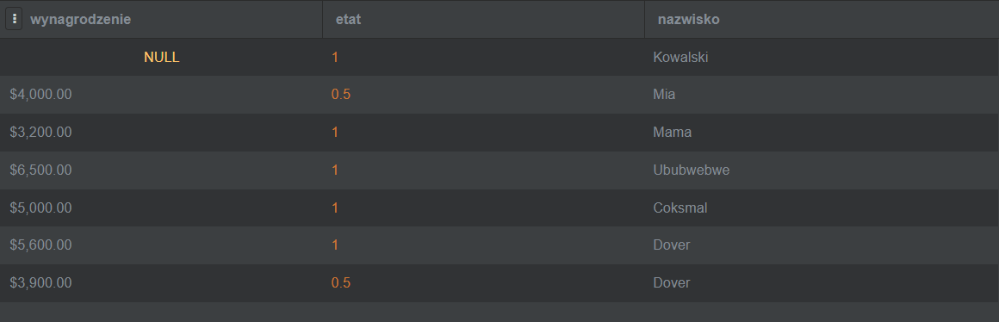 wynagrodzenie etat nazwisko
NULL 1 Kowalski
$4,000.00 0.5 Mia
$3,200.00 1 Mama
$6,500.00 1 Ububwebwe
$5,000.00 1 Coksmal
$5,600.00 1 Dover
$3,900.00 0.5 Dover